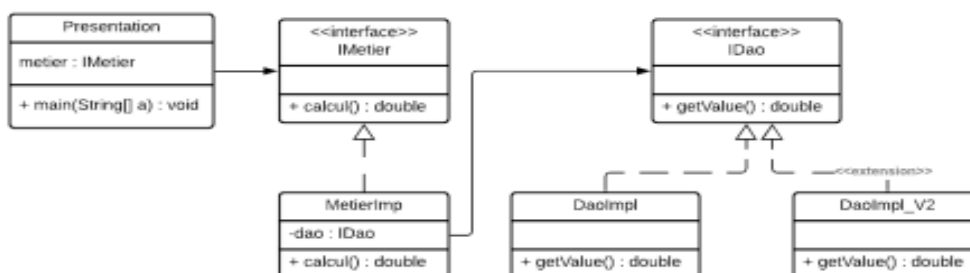 Presentation
metier : IMetier
+ main(String[] a) : void
<<interface>>
IMetier
+ calcul() : double
<<interface>>
IDao
+ getValue() : double
MetierImp
-dao : IDao
+ calcul() : double
DaoImpl
+ getValue() : double
<<extension>>
DaoImpl_V2
+ getValue() : double